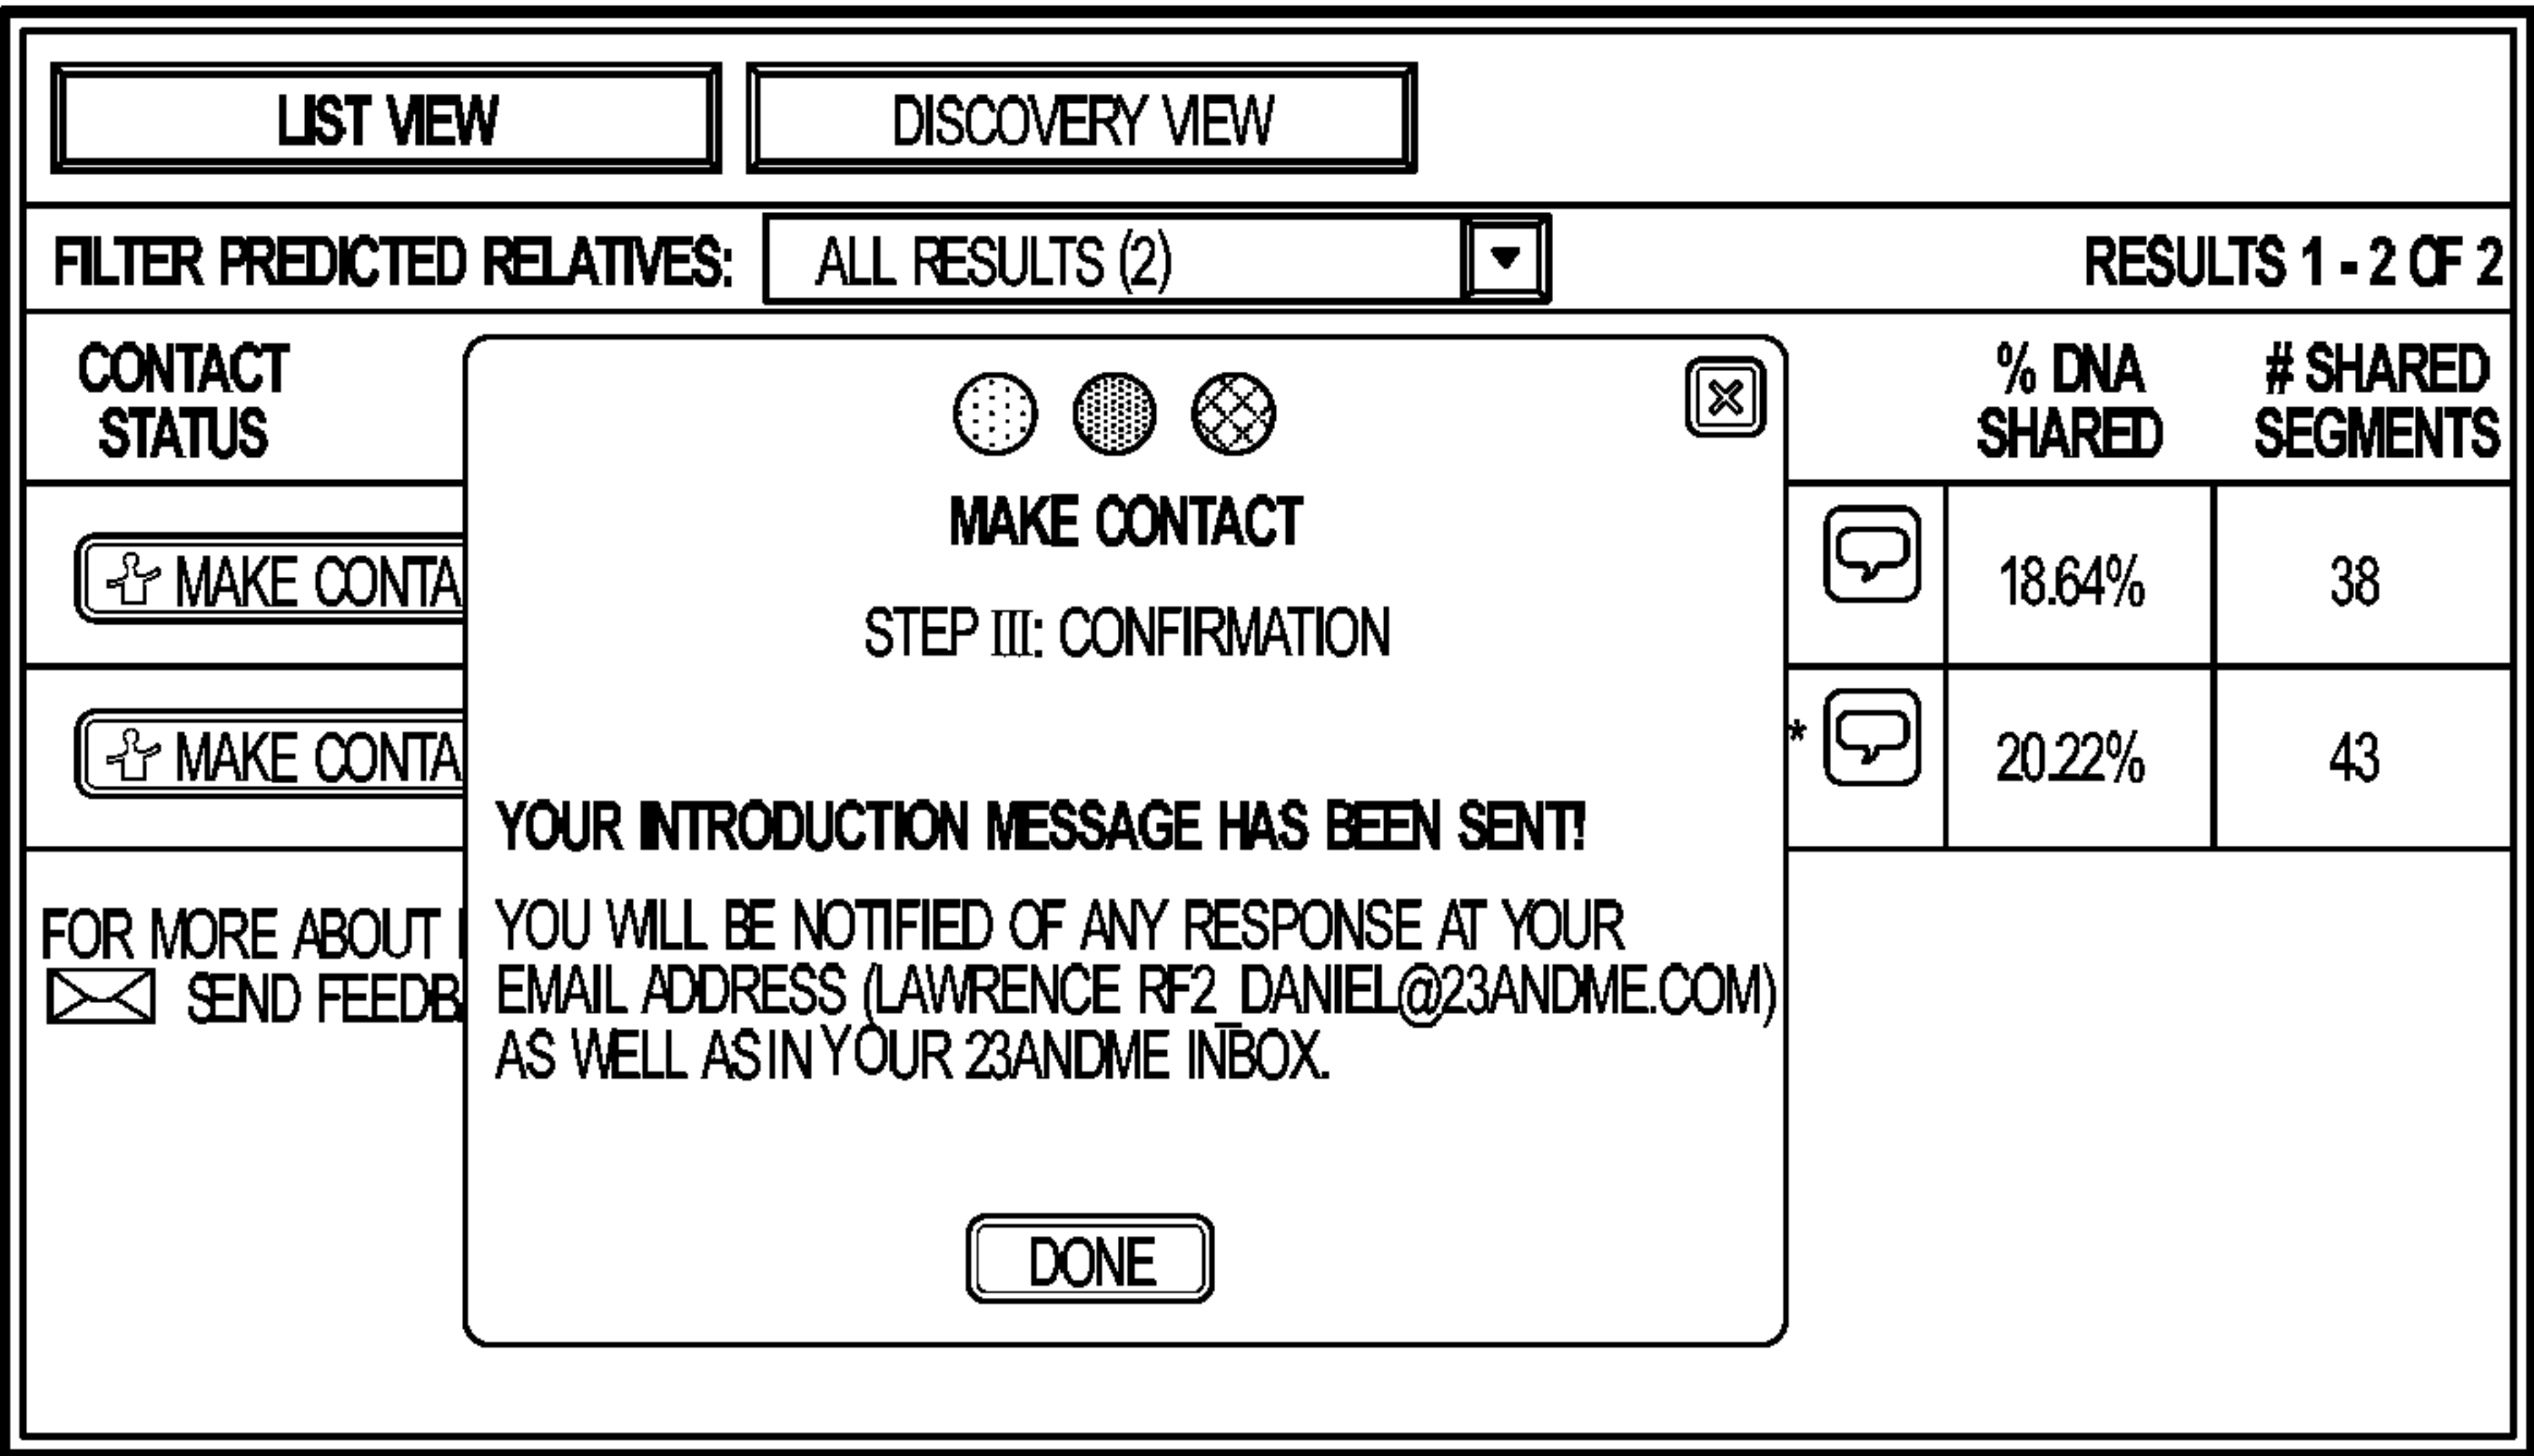 LIST VIEW
DISCOVERY VIEW
FILTER PREDICTED RELATIVES:
ALL RESULTS (2)
RESULTS 1 - 2 OF 2
CONTACT
STATUS
% DNA
SHARED
# SHARED
SEGMENTS
MAKE CONTA
18.64%
38
MAKE CONTA
*
20.22%
43
FOR MORE ABOUT
SEND FEEDB
MAKE CONTACT
STEP III: CONFIRMATION
YOUR INTRODUCTION MESSAGE HAS BEEN SENT!
YOU WILL BE NOTIFIED OF ANY RESPONSE AT YOUR
EMAIL ADDRESS (LAWRENCE RF2_DANIEL@23ANDME.COM)
AS WELL AS IN YOUR 23ANDME INBOX.
DONE